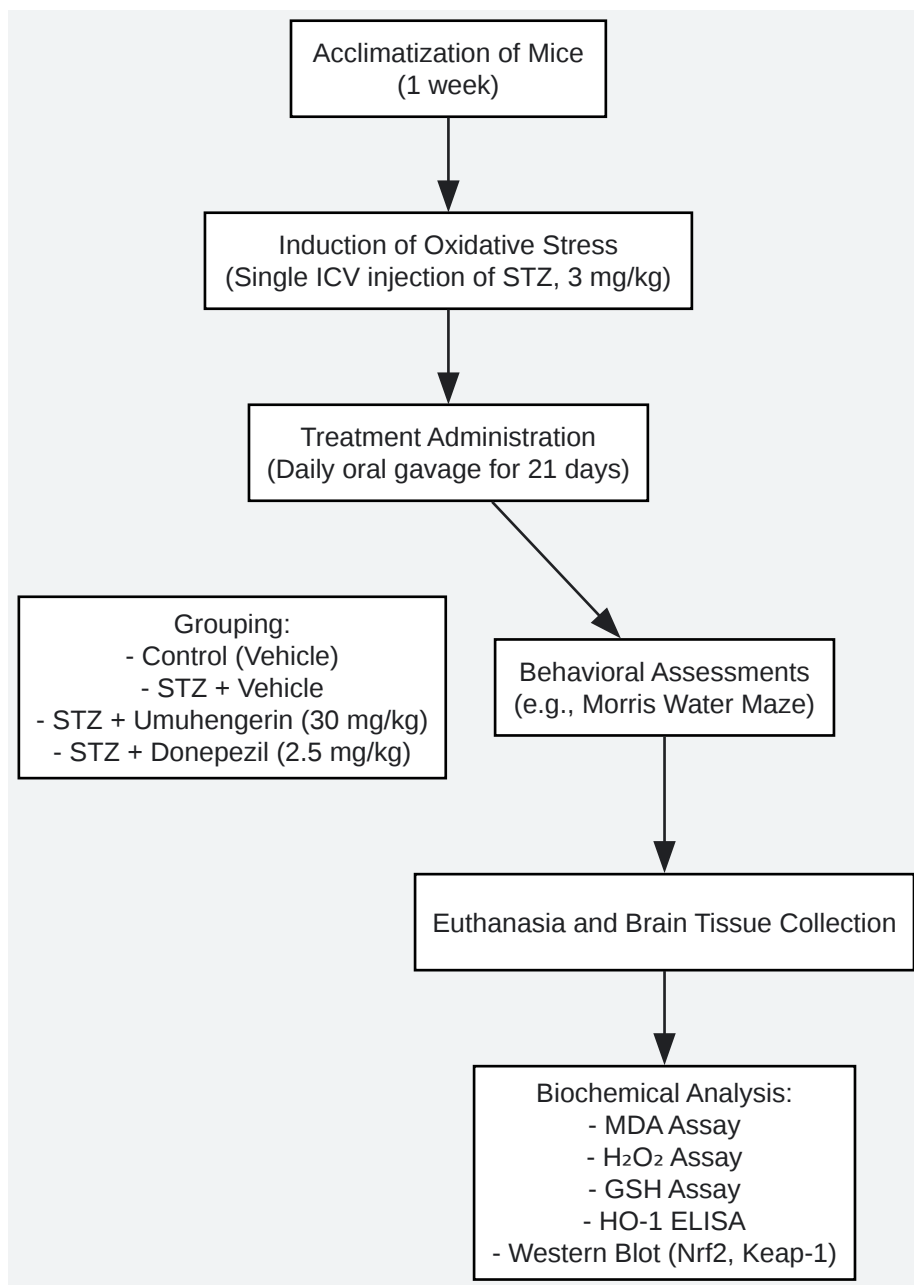 Acclimatization of Mice
(1 week)
Induction of Oxidative Stress
(Single ICV injection of STZ, 3 mg/kg)
Treatment Administration
(Daily oral gavage for 21 days)
Grouping:
- Control (Vehicle)
- STZ + Vehicle
- STZ + Umuhengerin (30 mg/kg)
- STZ + Donepezil (2.5 mg/kg)
Behavioral Assessments
(e.g., Morris Water Maze)
Euthanasia and Brain Tissue Collection
Biochemical Analysis:
- MDA Assay
- H₂O₂ Assay
- GSH Assay
- HO-1 ELISA
- Western Blot (Nrf2, Keap-1)